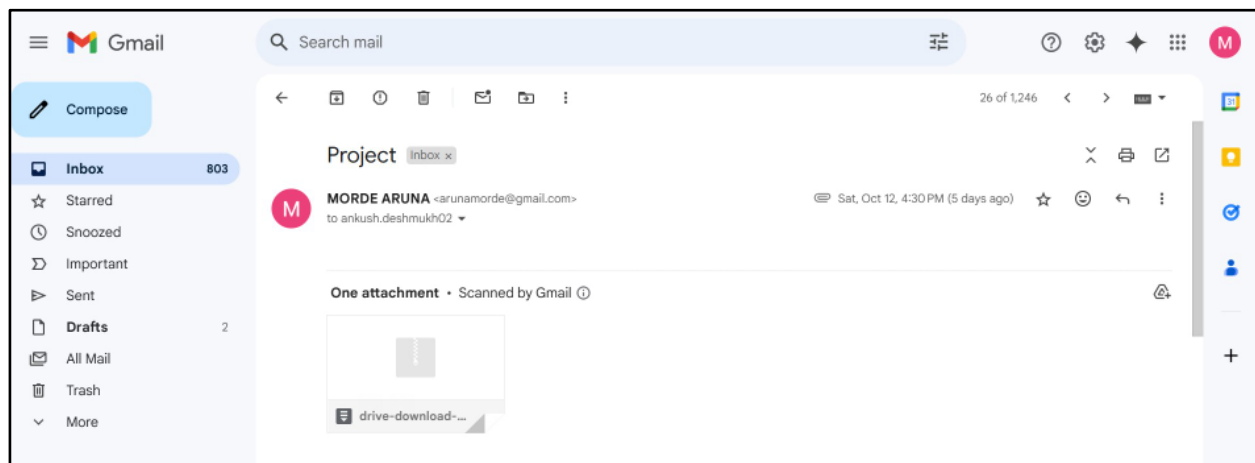 Gmail
Search mail
M
Compose
26 of 1,246
31
Project Inbox x
Inbox 803
Starred
Snoozed
Important
Sent
Drafts 2
All Mail
Trash
More
M
MORDE ARUNA <arunamorde@gmail.com> Sat, Oct 12, 4:30 PM (5 days ago)
to ankush.deshmukh02
One attachment • Scanned by Gmail
drive-download-...